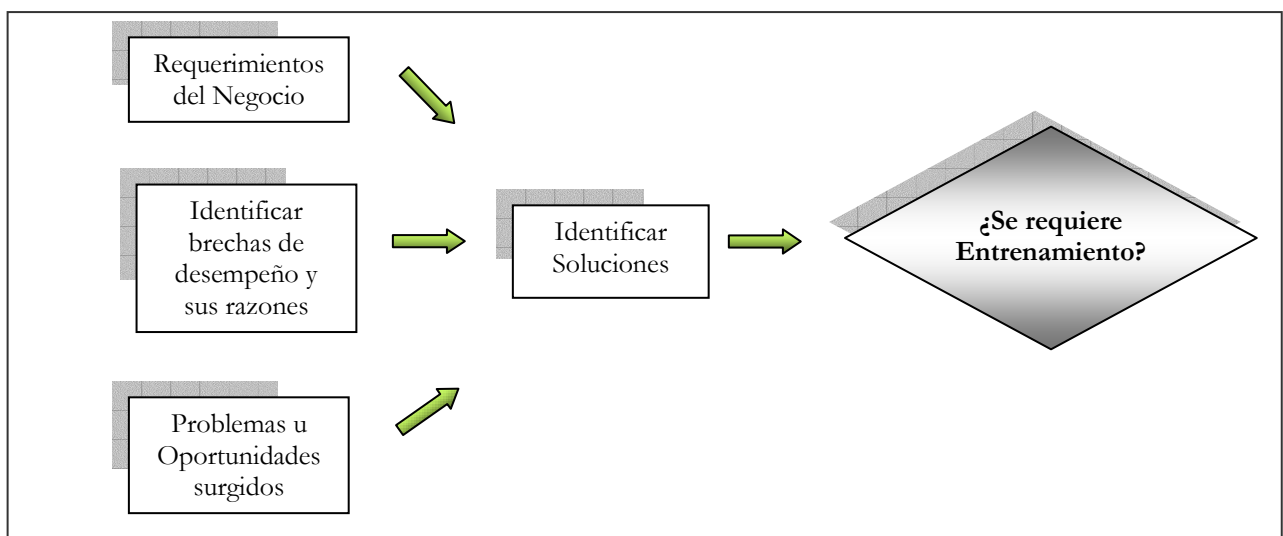 Requerimientos
del Negocio
Identificar
brechas de
desempeño y
sus razones
Problemas u
Oportunidades
surgidos
Identificar
Soluciones
¿Se requiere
Entrenamiento?